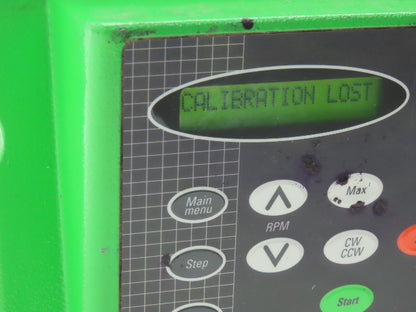 CALIBRATION LOST
Main
menu
Max
RPM
CW
CCW
Step
Start